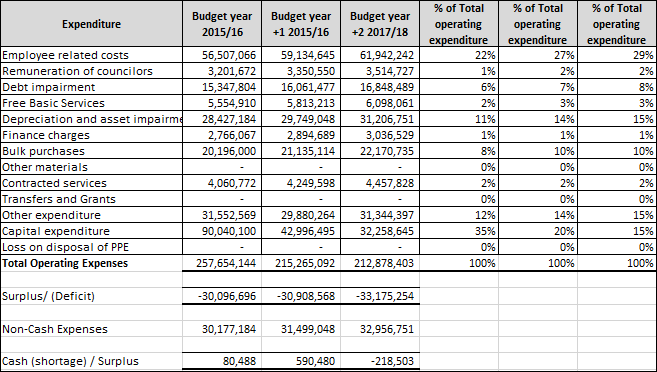 Expenditure Budget year 2015/16 Budget year +1 2015/16 Budget year +2 2017/18 % of Total operating expenditure % of Total operating expenditure % of Total operating expenditure
Employee related costs 56,507,066 59,134,645 61,942,242 22% 27% 29%
Remuneration of councilors 3,201,672 3,350,550 3,514,727 1% 2% 2%
Debt impairment 15,347,804 16,061,477 16,848,489 6% 7% 8%
Free Basic Services 5,554,910 5,813,213 6,098,061 2% 3% 3%
Depreciation and asset impairme 28,427,184 29,749,048 31,206,751 11% 14% 15%
Finance charges 2,766,067 2,894,689 3,036,529 1% 1% 1%
Bulk purchases 20,196,000 21,135,114 22,170,735 8% 10% 10%
Other materials - - - 0% 0% 0%
Contracted services 4,060,772 4,249,598 4,457,828 2% 2% 2%
Transfers and Grants - - - 0% 0% 0%
Other expenditure 31,552,569 29,880,264 31,344,397 12% 14% 15%
Capital expenditure 90,040,100 42,996,495 32,258,645 35% 20% 15%
Loss on disposal of PPE - - - 0% 0% 0%
Total Operating Expenses 257,654,144 215,265,092 212,878,403 100% 100% 100%
Surplus/ (Deficit) -30,096,696 -30,908,568 -33,175,254
Non-Cash Expenses 30,177,184 31,499,048 32,956,751
Cash (shortage) / Surplus 80,488 590,480 -218,503